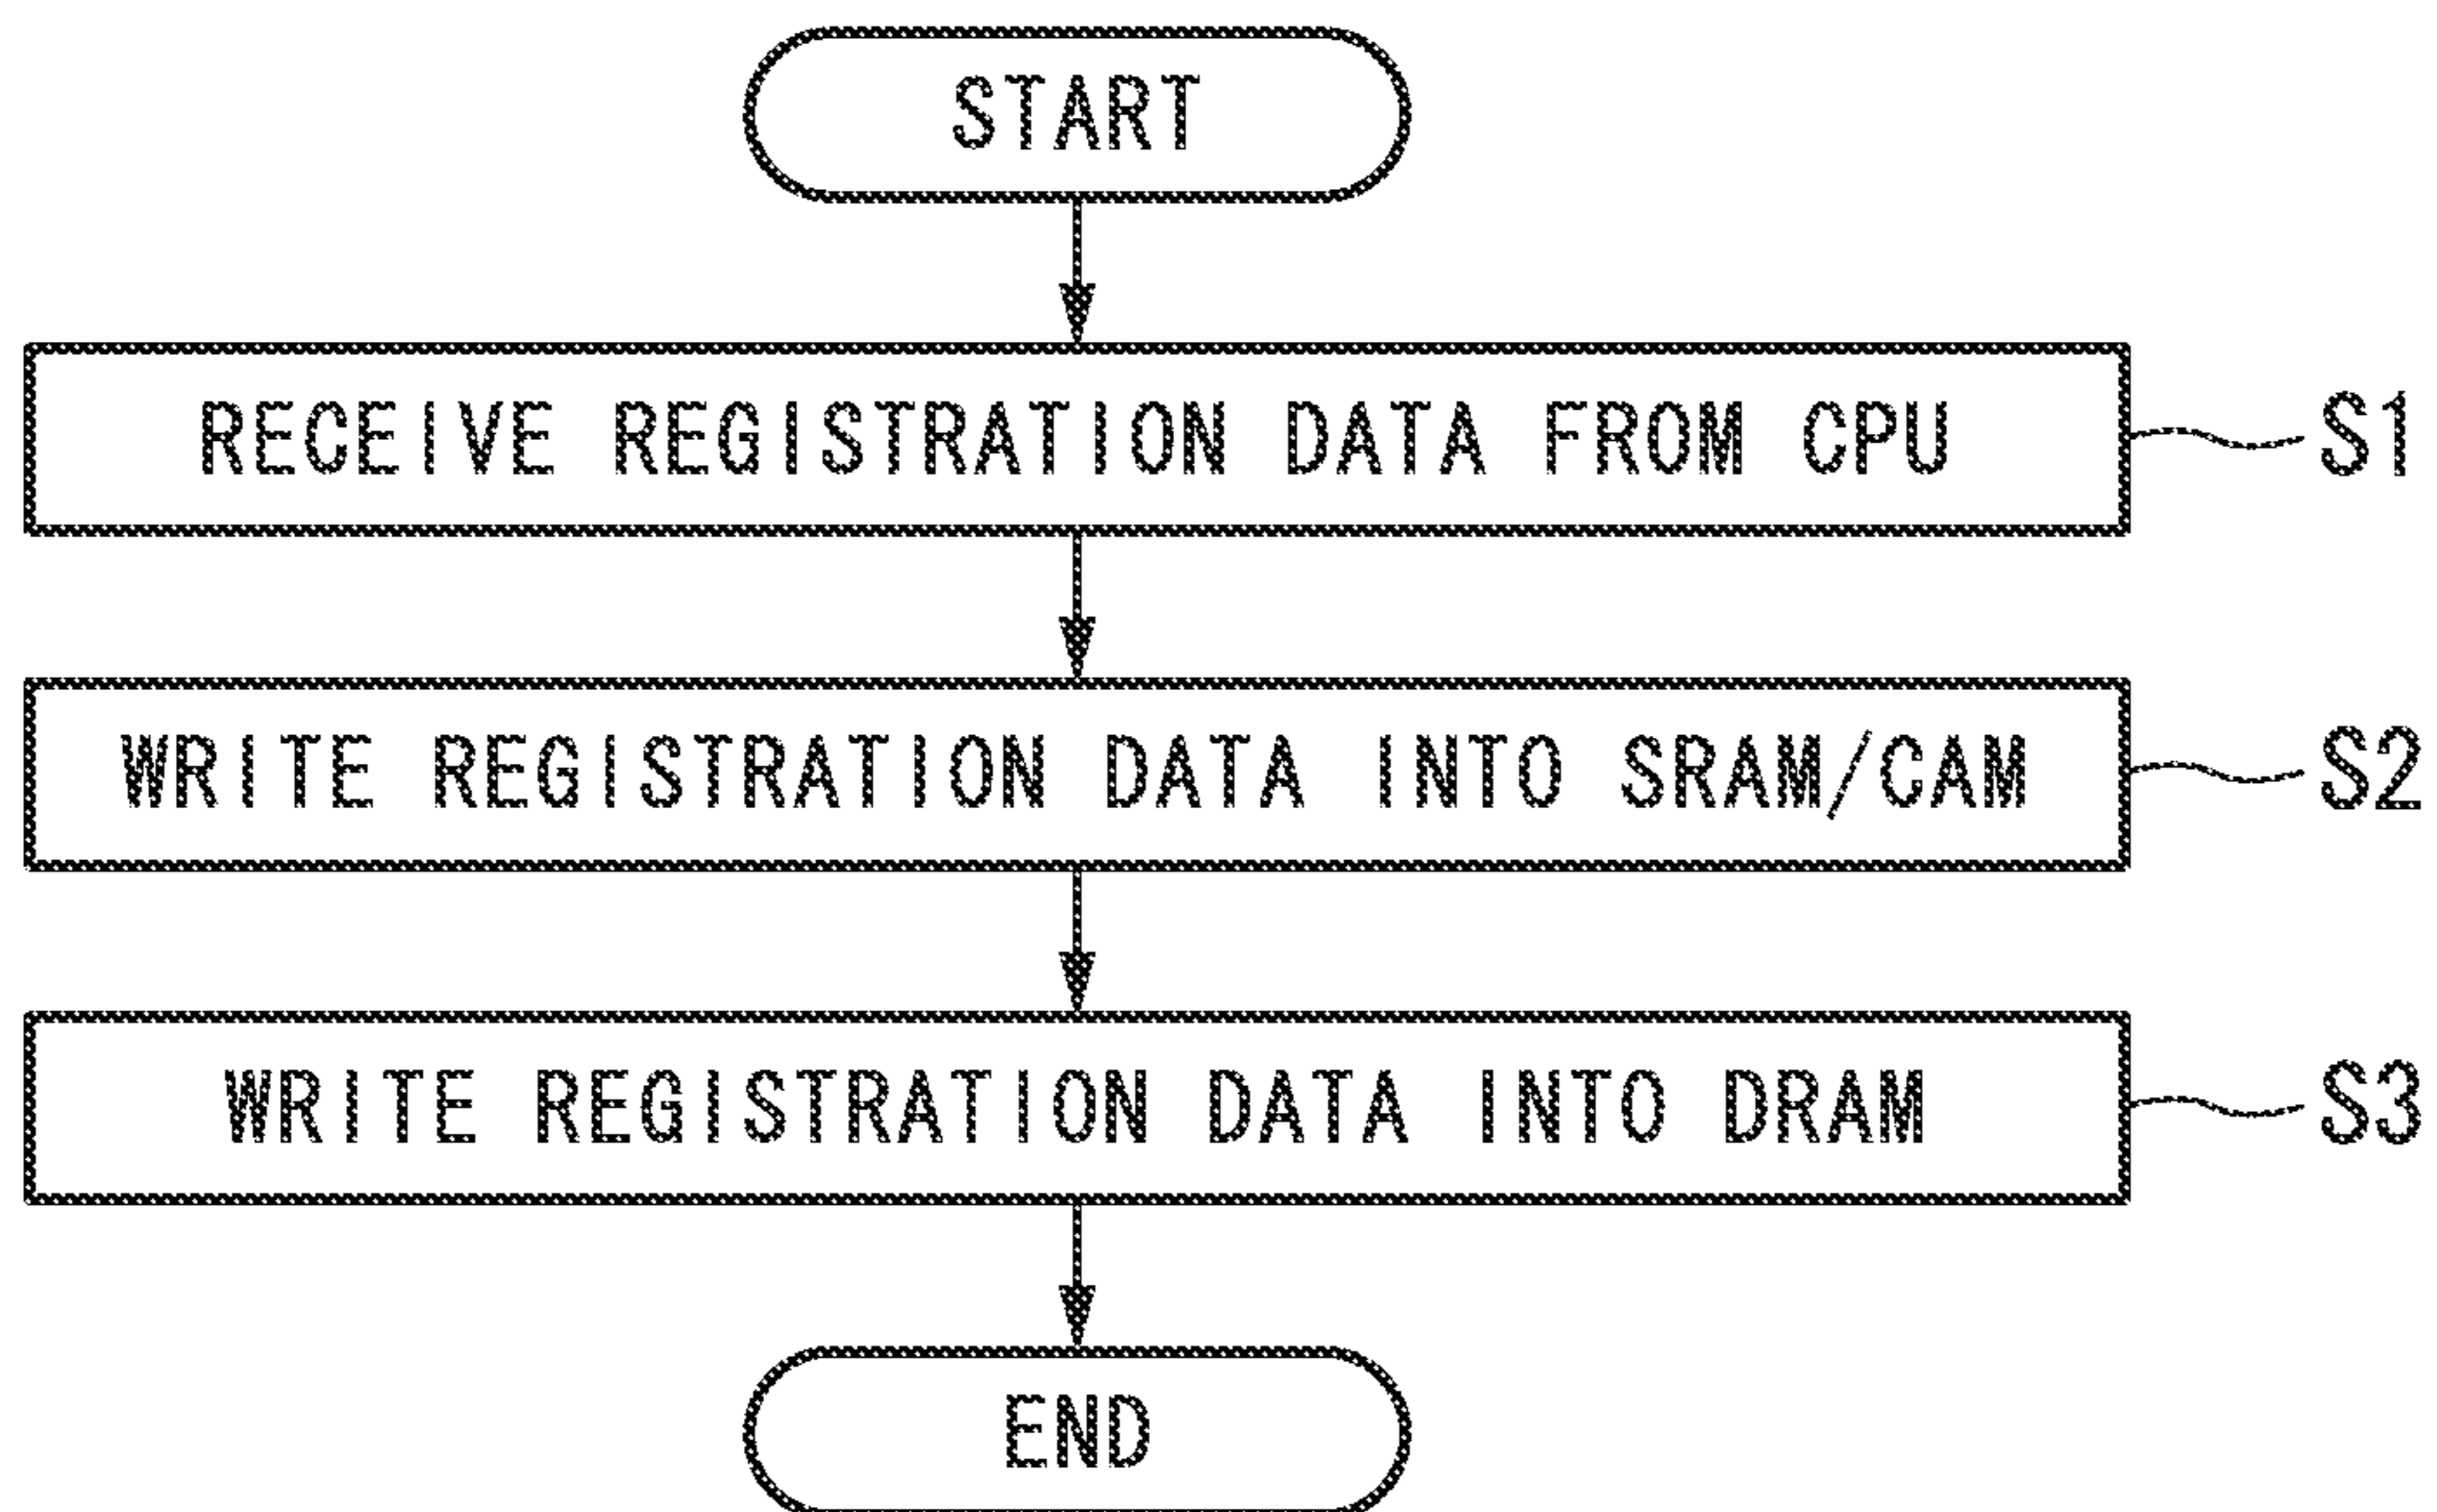 START
RECEIVE REGISTRATION DATA FROM CPU
S1
WRITE REGISTRATION DATA INTO SRAM/CAM
S2
WRITE REGISTRATION DATA INTO DRAM
S3
END